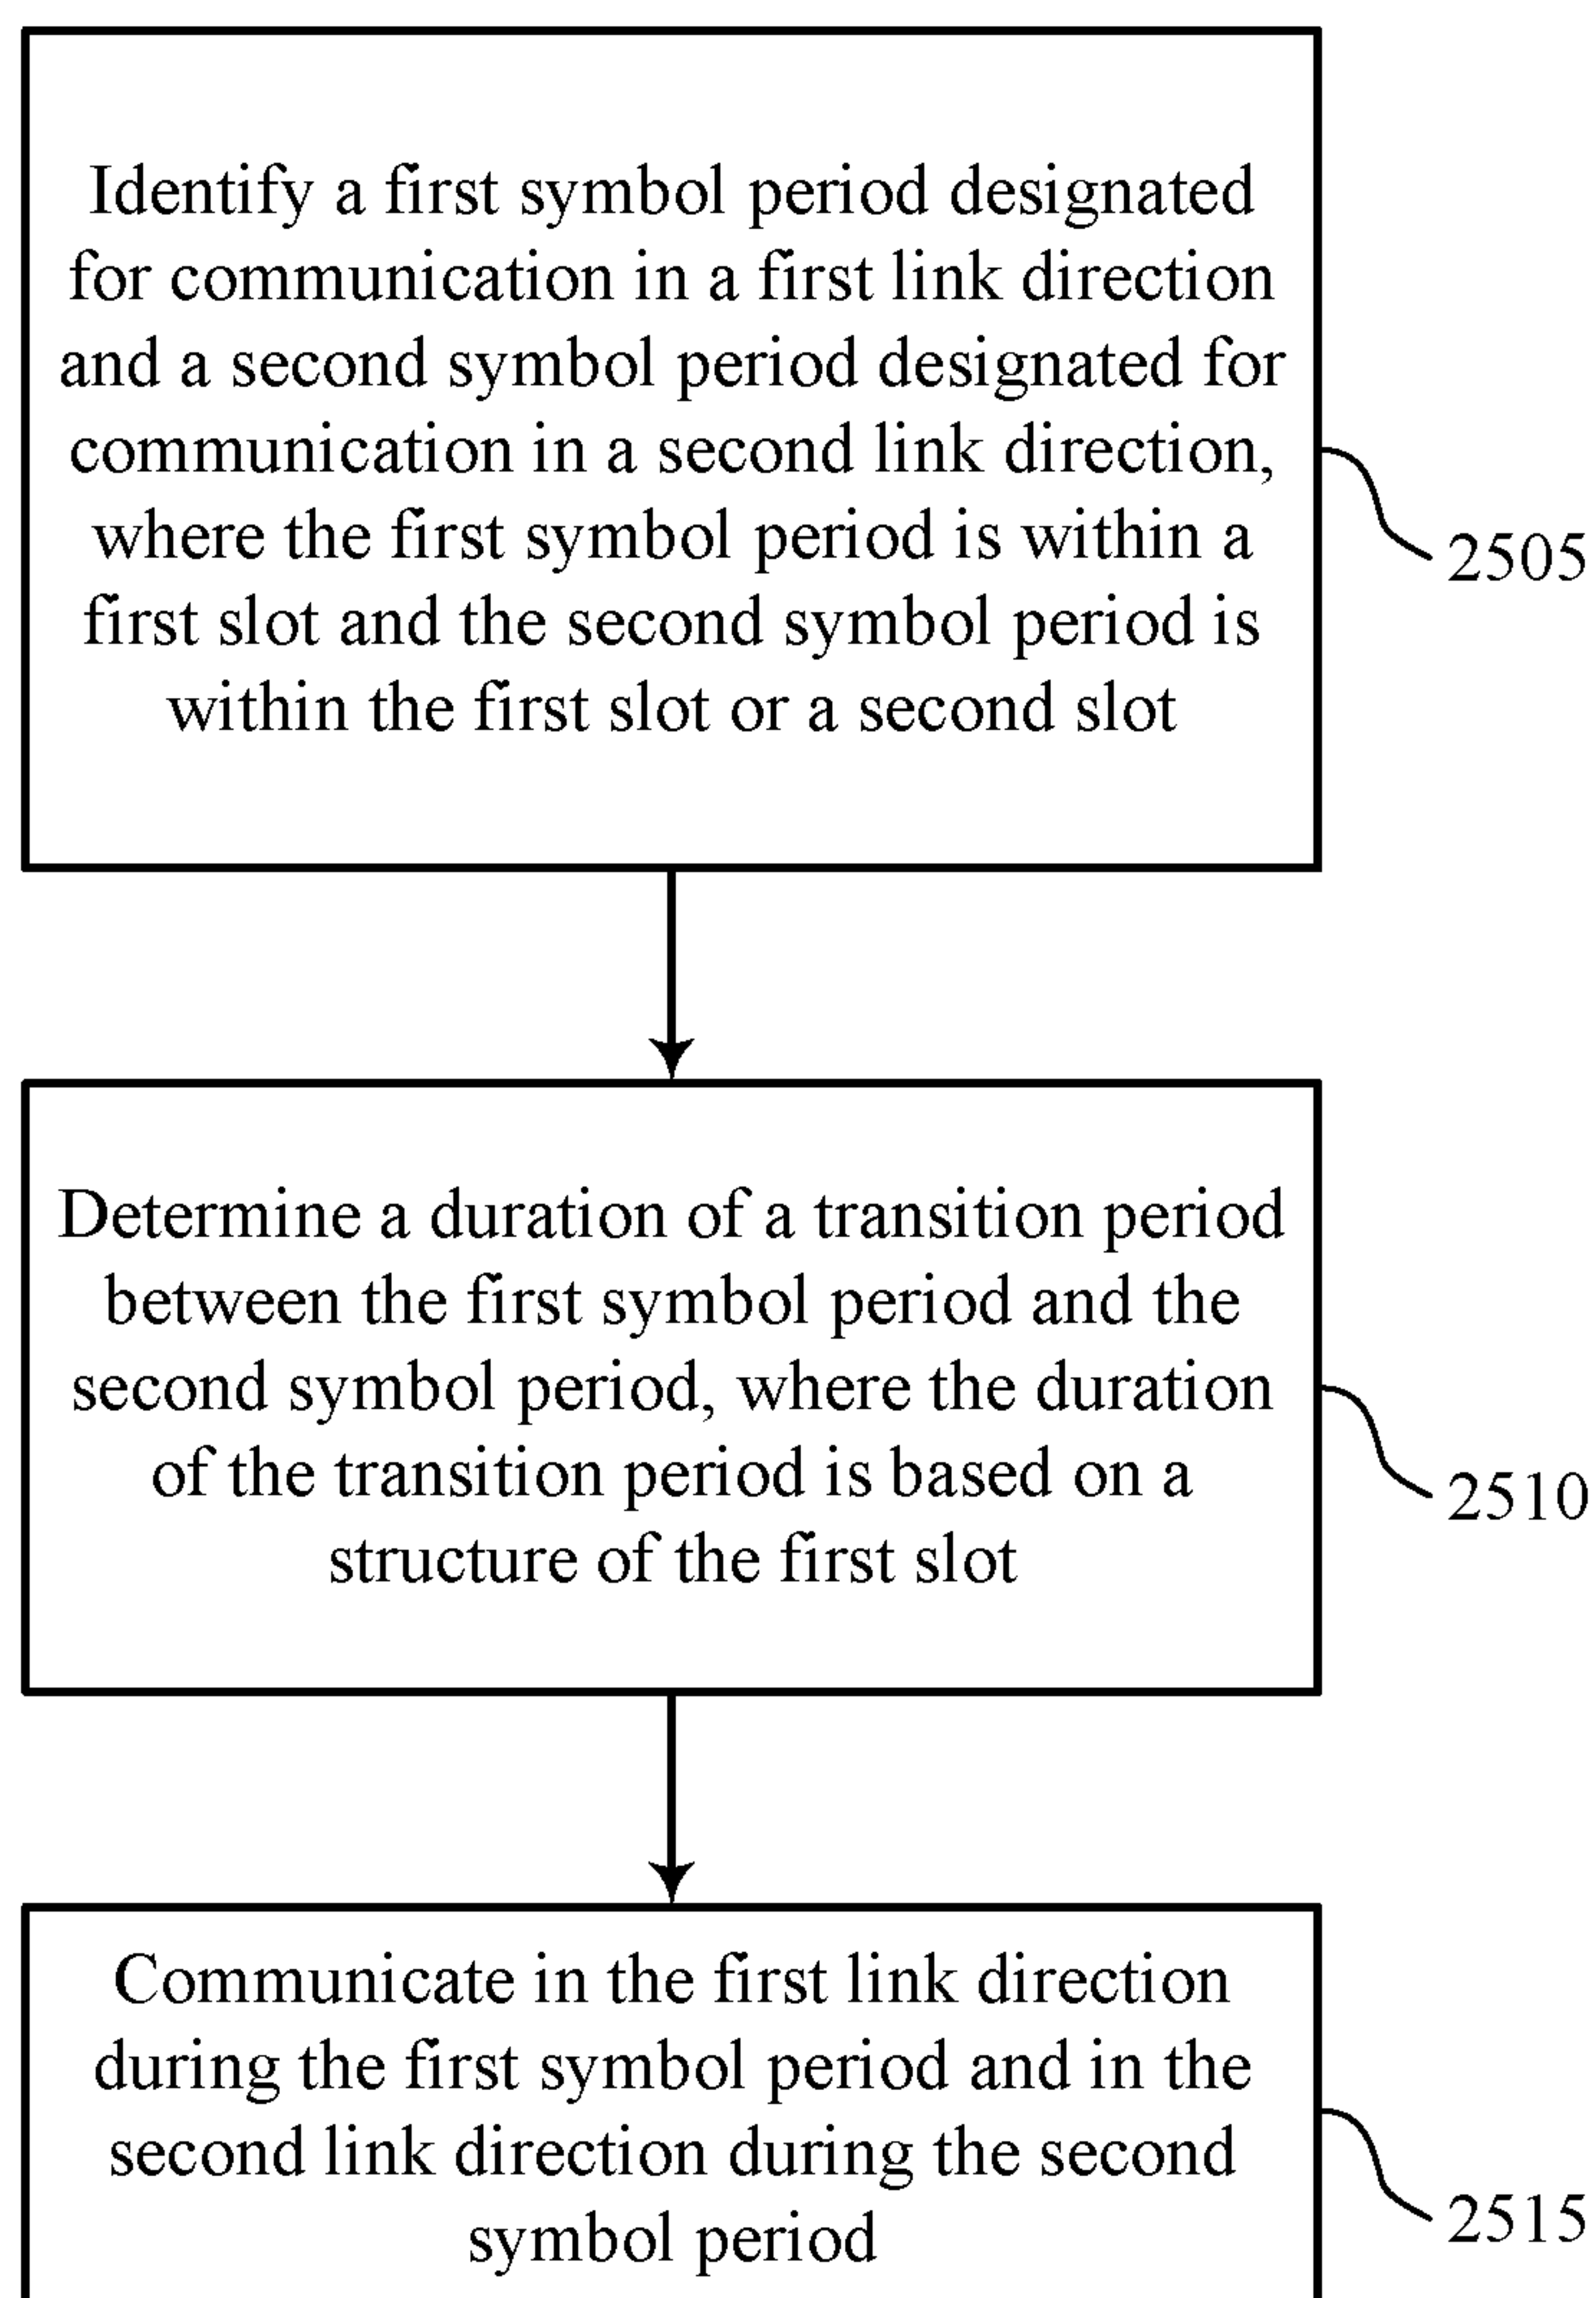 Identify a first symbol period designated
for communication in a first link direction
and a second symbol period designated for
communication in a second link direction,
where the first symbol period is within a
first slot and the second symbol period is
within the first slot or a second slot
2505
Determine a duration of a transition period
between the first symbol period and the
second symbol period, where the duration
of the transition period is based on a
structure of the first slot
2510
Communicate in the first link direction
during the first symbol period and in the
second link direction during the second
symbol period
2515